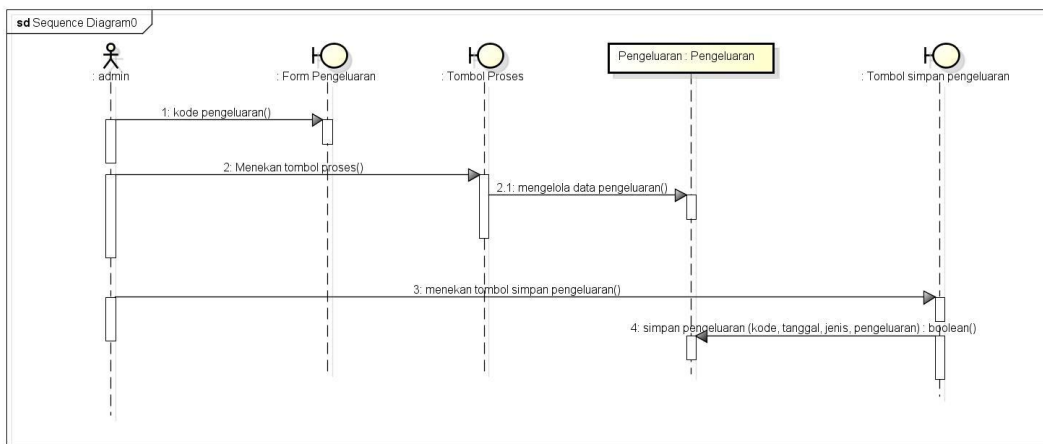 sd Sequence Diagram0
: admin
: Form Pengeluaran
: Tombol Proses
Pengeluaran : Pengeluaran
: Tombol simpan pengeluaran
1: kode pengeluaran()
2: Menekan tombol proses()
2.1: mengelola data pengeluaran()
3: menekan tombol simpan pengeluaran()
4: simpan pengeluaran (kode, tanggal, jenis, pengeluaran) : boolean()